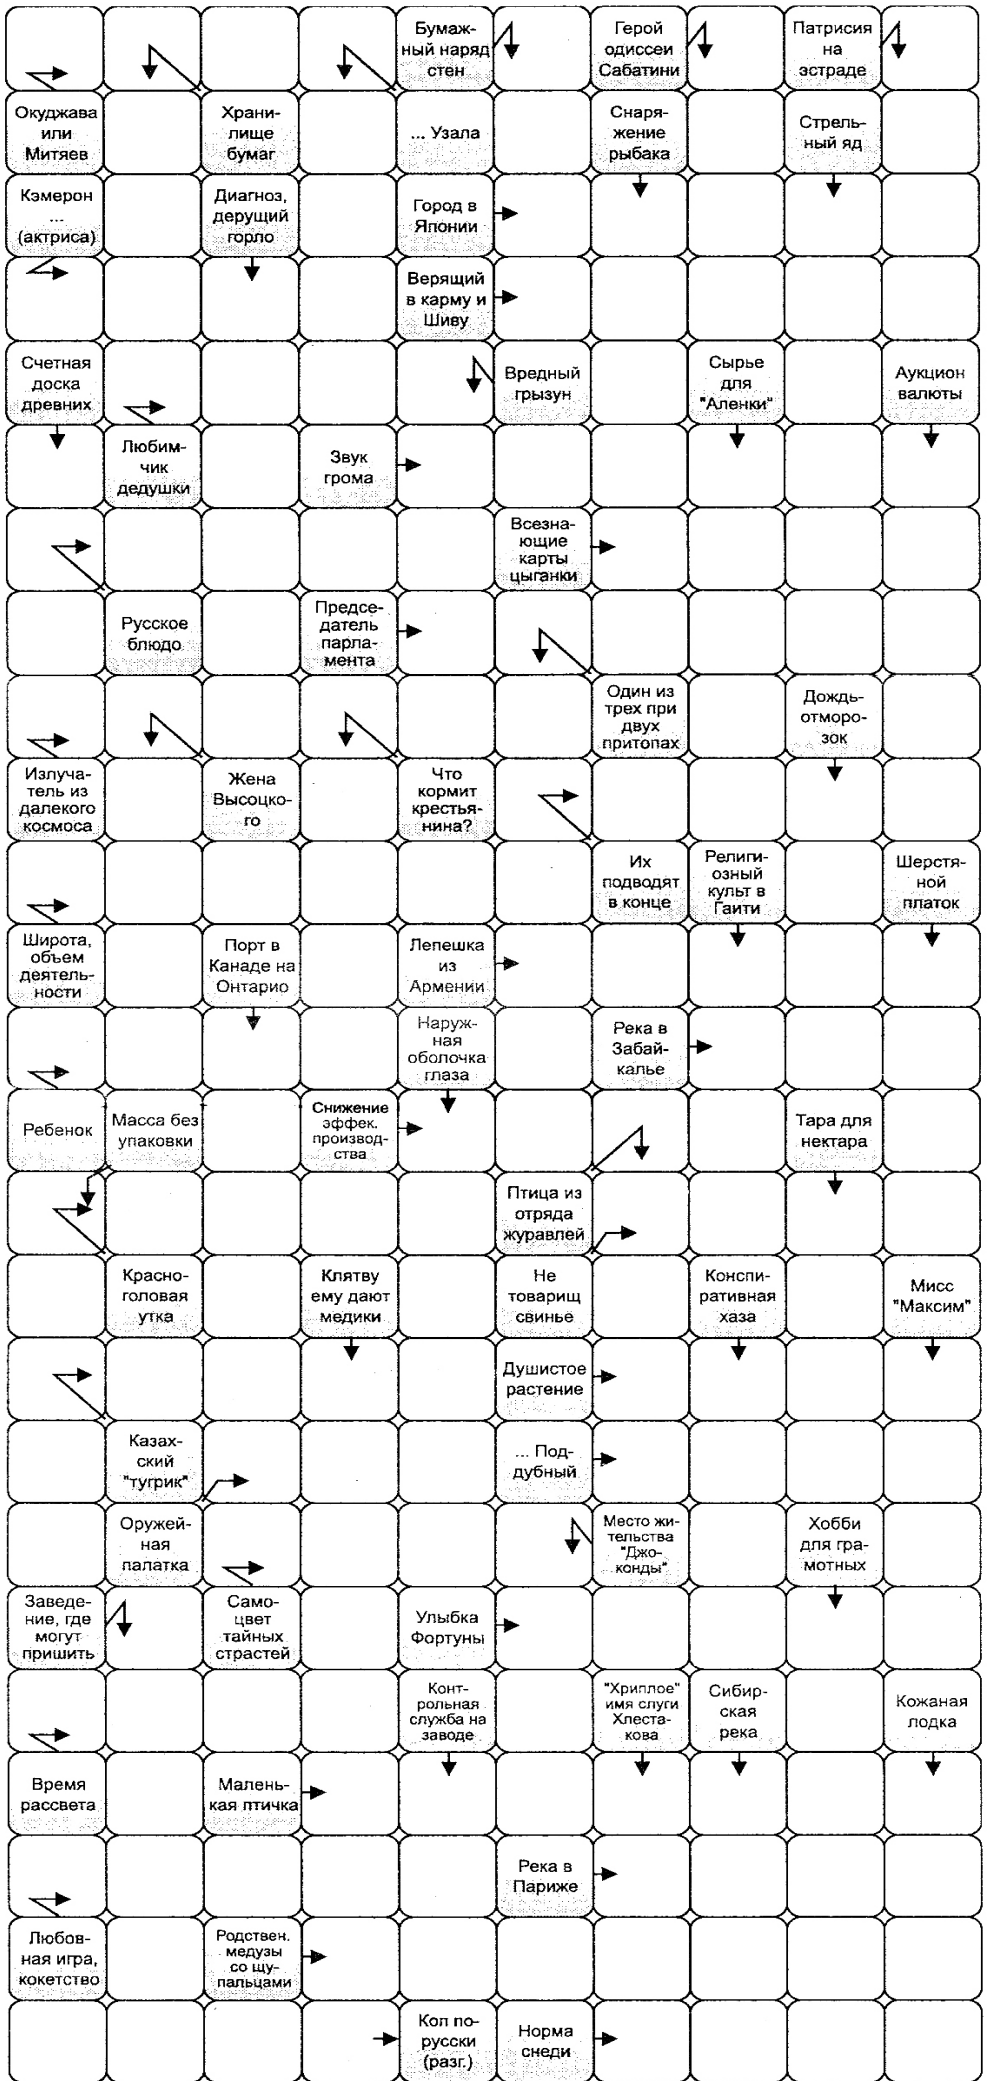 Бумаж-
ный наряд
стен
Герой
одиссеи
Сабатини
Патрисия
на
эстраде
Окуджава
или
Митяев
Храни-
лище
бумаг
... Узала
Снаря-
жение
рыбака
Стрель-
ный яд
Кэмерон
...
(актриса)
Диагноз,
дерущий
горло
Город в
Японии
Верящий
в карму и
Шиву
Счетная
доска
древних
Вредный
грызун
Сырье
для
"Аленки"
Аукцион
валюты
Любим-
чик
дедушки
Звук
грома
Всезна-
ющие
карты
цыганки
Русское
блюдо
Предсе-
датель
парла-
мента
Один из
трех при
двух
притопах
Дождь-
отморо-
зок
Излуча-
тель из
далекого
космоса
Жена
Высоцко-
го
Что
кормит
крестья-
нина?
Их
подводят
в конце
Религи-
озный
культ в
Гаити
Шерстя-
ной
платок
Широта,
объем
деятель-
ности
Порт в
Канаде на
Онтарио
Лепешка
из
Армении
Наруж-
ная
оболочка
глаза
Река в
Забай-
калье
Ребенок
Масса без
упаковки
Снижение
эффек.
производ-
ства
Тара для
нектара
Птица из
отряда
журавлей
Красно-
головая
утка
Клятву
ему дают
медики
Не
товарищ
свинье
Конспи-
ративная
хаза
Мисс
"Максим"
Душистое
растение
Казах-
ский
"тугрик"
... Под-
дубный
Оружей-
ная
палатка
Место жи-
тельства
"Джо-
конды"
Хобби
для гра-
мотных
Заведе-
ние, где
могут
пришить
Само-
цвет
тайных
страстей
Улыбка
Фортуны
Конт-
рольная
служба на
заводе
"Хриплое"
имя слуги
Хлеста-
кова
Сибир-
ская
река
Кожаная
лодка
Время
рассвета
Малень-
кая птичка
Река в
Париже
Любов-
ная игра,
кокетство
Родствен.
медузы
со щу-
пальцами
Кол по-
русски
(разг.)
Норма
снеди